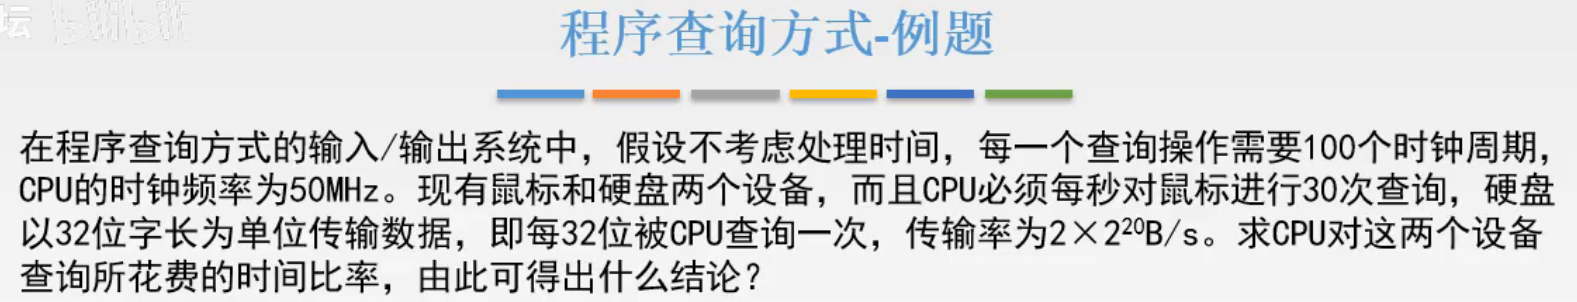 坛 bilibili
程序查询方式-例题
在程序查询方式的输入/输出系统中，假设不考虑处理时间，每一个查询操作需要100个时钟周期，
CPU的时钟频率为50MHz。现有鼠标和硬盘两个设备，而且CPU必须每秒对鼠标进行30次查询，硬盘
以32位字长为单位传输数据，即每32位被CPU查询一次，传输率为2×2²⁰B/s。求CPU对这两个设备
查询所花费的时间比率，由此可得出什么结论？